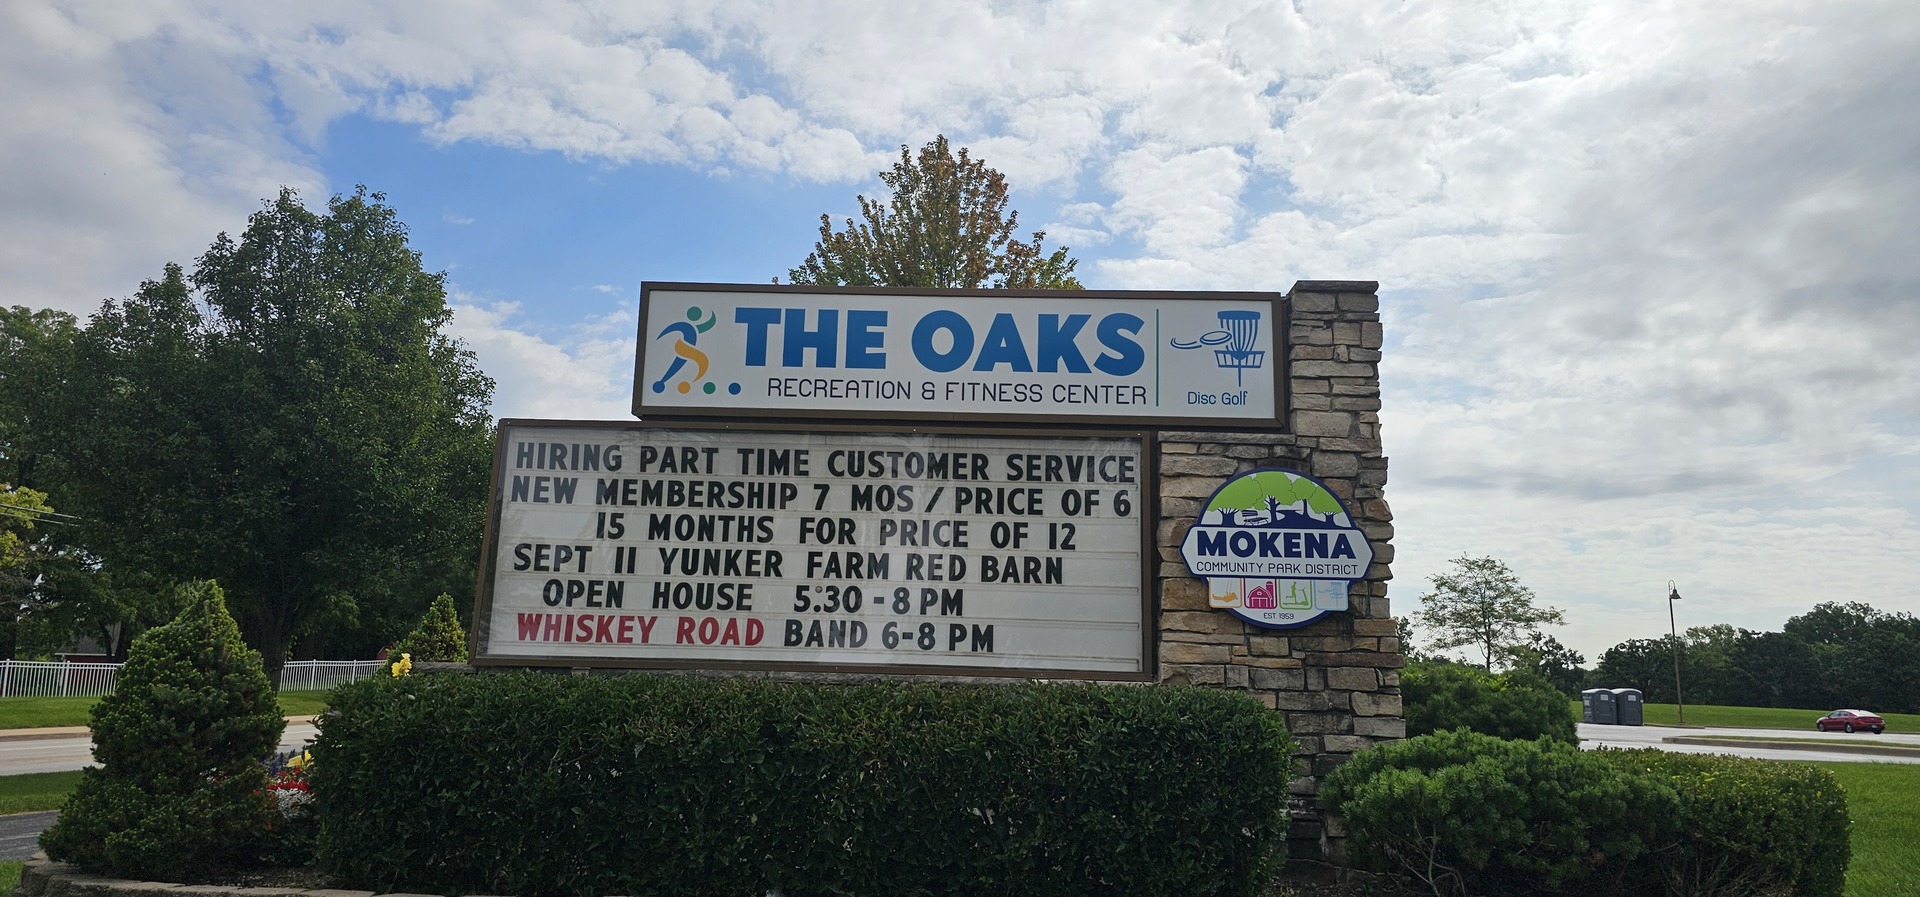 THE OAKS
RECREATION & FITNESS CENTER
Disc Golf
HIRING PART TIME CUSTOMER SERVICE
NEW MEMBERSHIP 7 MOS / PRICE OF 6
15 MONTHS FOR PRICE OF 12
SEPT 11 YUNKER FARM RED BARN
OPEN HOUSE 5:30 - 8 PM
WHISKEY ROAD BAND 6-8 PM
MOKENA
COMMUNITY PARK DISTRICT
EST. 1959